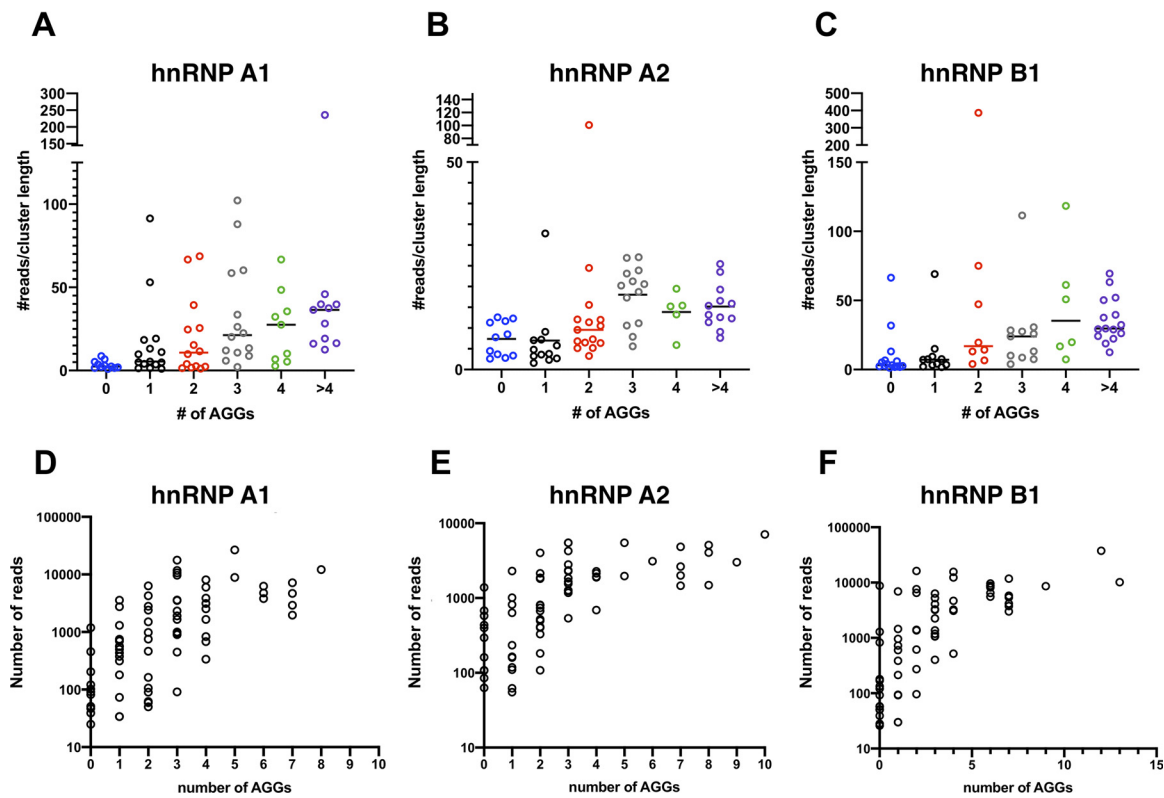 A
B
C
hnRNP A1
hnRNP A2
hnRNP B1
#reads/cluster length
300
250
200
150
100
50
0
0 1 2 3 4 >4
# of AGGs
#reads/cluster length
140
120
100
80
50
0
0 1 2 3 4 >4
# of AGGs
#reads/cluster length
500
400
300
200
150
100
50
0
0 1 2 3 4 >4
# of AGGs
D
E
F
hnRNP A1
hnRNP A2
hnRNP B1
Number of reads
100000
10000
1000
100
10
0 1 2 3 4 5 6 7 8 9 10
number of AGGs
Number of reads
10000
1000
100
10
0 1 2 3 4 5 6 7 8 9 10
number of AGGs
Number of reads
100000
10000
1000
100
10
0 5 10 15
number of AGGs